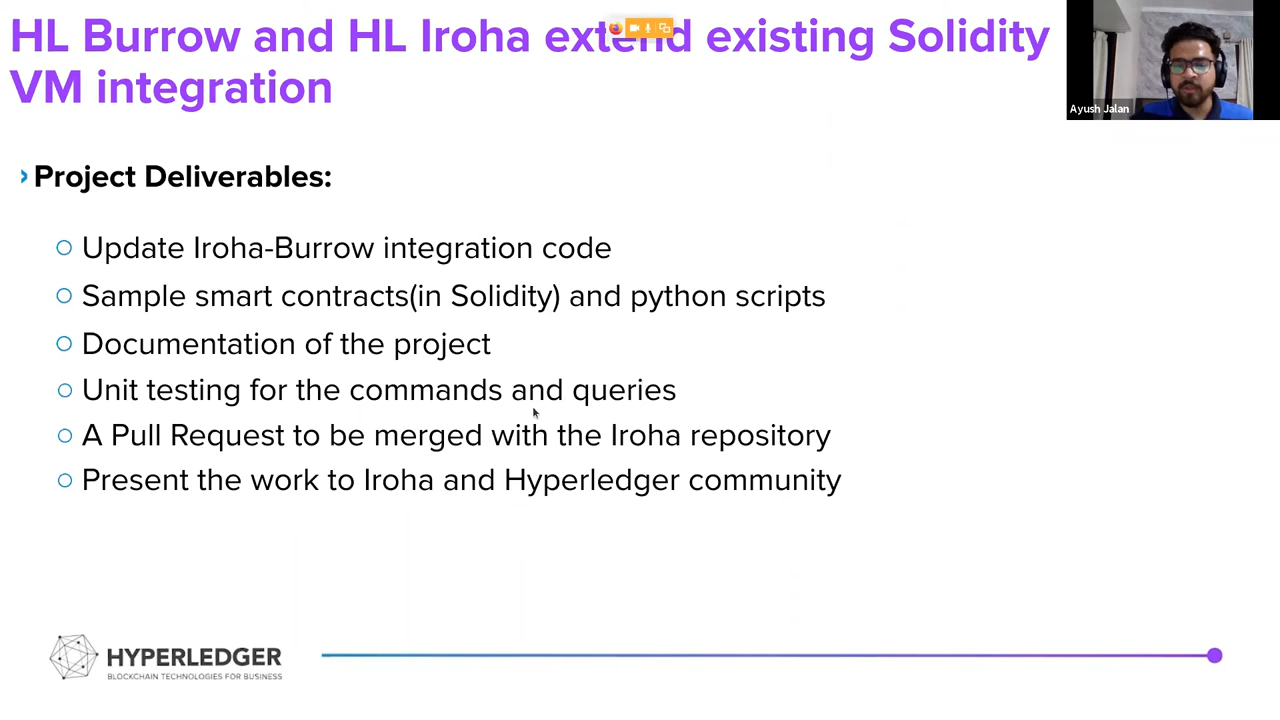 HL Burrow and HL Iroha extend existing Solidity
VM integration
Ayush Jalan
Project Deliverables:
Update Iroha-Burrow integration code
Sample smart contracts(in Solidity) and python scripts
Documentation of the project
Unit testing for the commands and queries
A Pull Request to be merged with the Iroha repository
Present the work to Iroha and Hyperledger community
HYPERLEDGER
BLOCKCHAIN TECHNOLOGIES FOR BUSINESS